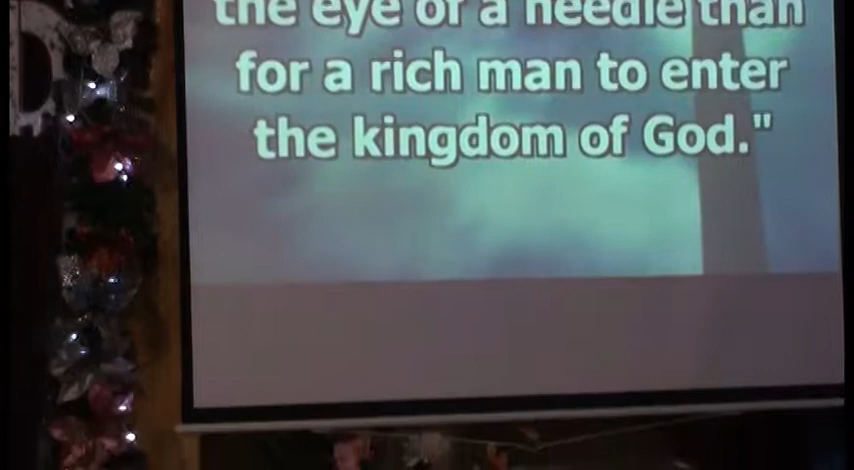 the eye of a needle than
for a rich man to enter
the kingdom of God."
D